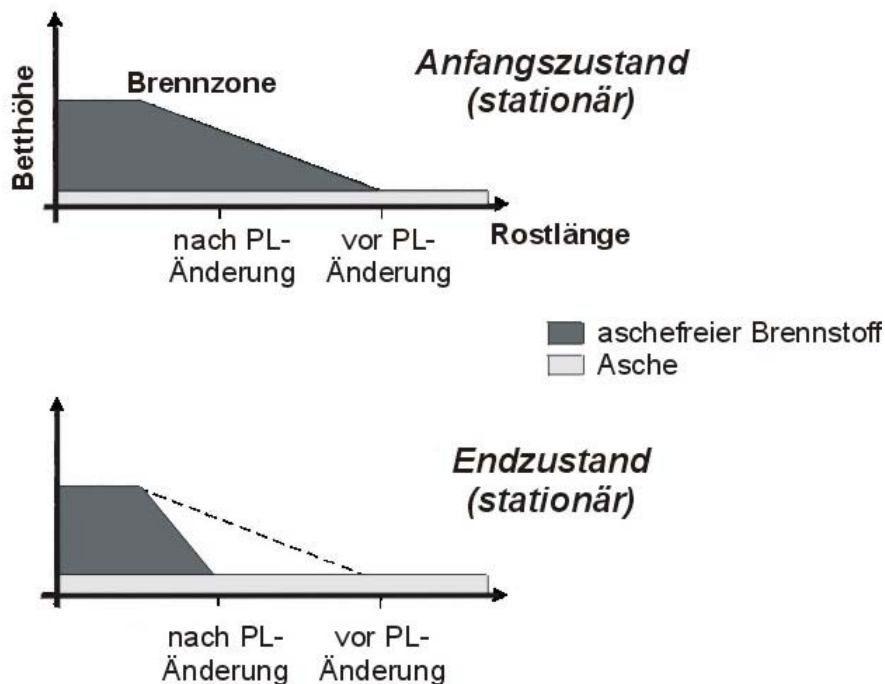 Betthöhe
Brennzone
Anfangszustand
(stationär)
nach PL-
Änderung
vor PL-
Änderung
Rostlänge
aschefreier Brennstoff
Asche
Endzustand
(stationär)
nach PL-
Änderung
vor PL-
Änderung